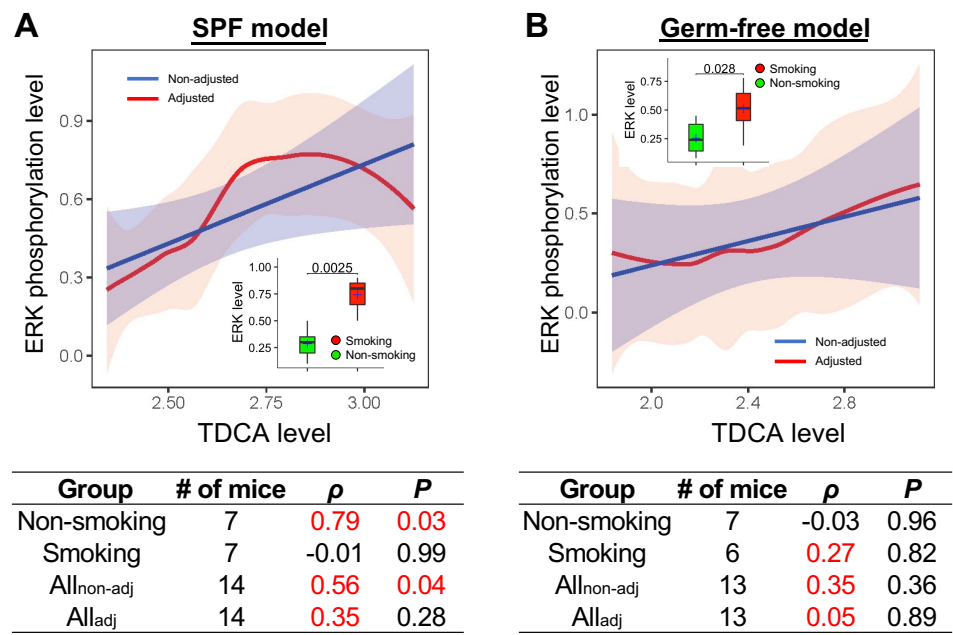 A
SPF model
Non-adjusted
Adjusted
ERK phosphorylation level
0.9
0.6
0.3
0.0
2.50
2.75
3.00
TDCA level
ERK level
1.00
0.75
0.50
0.25
0.0025
Smoking
Non-smoking
B
Germ-free model
ERK level
0.75
0.50
0.25
0.028
Smoking
Non-smoking
ERK phosphorylation level
1.0
0.5
0.0
Non-adjusted
Adjusted
2.0
2.4
2.8
TDCA level
Group # of mice ρ P
Non-smoking 7 0.79 0.03
Smoking 7 -0.01 0.99
Allnon-adj 14 0.56 0.04
Alladj 14 0.35 0.28
Group # of mice ρ P
Non-smoking 7 -0.03 0.96
Smoking 6 0.27 0.82
Allnon-adj 13 0.35 0.36
Alladj 13 0.05 0.89